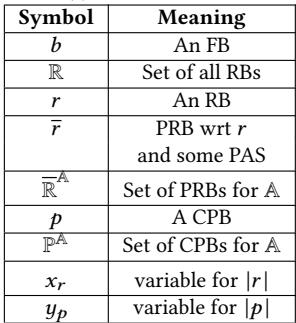 Symbol Meaning
b An FB
ℝ Set of all RBs
r An RB
r̅ PRB wrt r
and some PAS
ℝ̅^𝔸 Set of PRBs for 𝔸
p A CPB
ℙ^𝔸 Set of CPBs for 𝔸
x_r variable for |r|
y_p variable for |p|